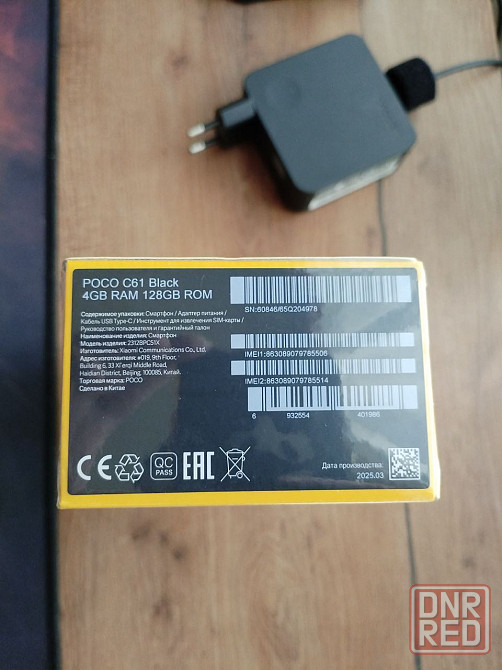 POCO C61 Black
4GB RAM 128GB ROM
Содержимое упаковки: Смартфон / Адаптер питания /
Кабель USB Type-C / Инструмент для извлечения SIM-карты /
Руководство пользователя и гарантийный талон
Наименование изделия: Смартфон
Модель изделия: 2312BPC51X
Изготовитель: Xiaomi Communications Co., Ltd.
Адрес изготовителя: #019, 9th Floor,
Building 6, 33 Xi'erqi Middle Road,
Haidian District, Beijing, 100085, Китай.
Торговая марка: POCO
Сделано в Китае
SN:60846/65Q204978
IMEI1:863089079785506
IMEI2:863089079785514
6 932554 401986
CE
QC
PASS
EAC
Дата производства:
2025.03
DNR
RED